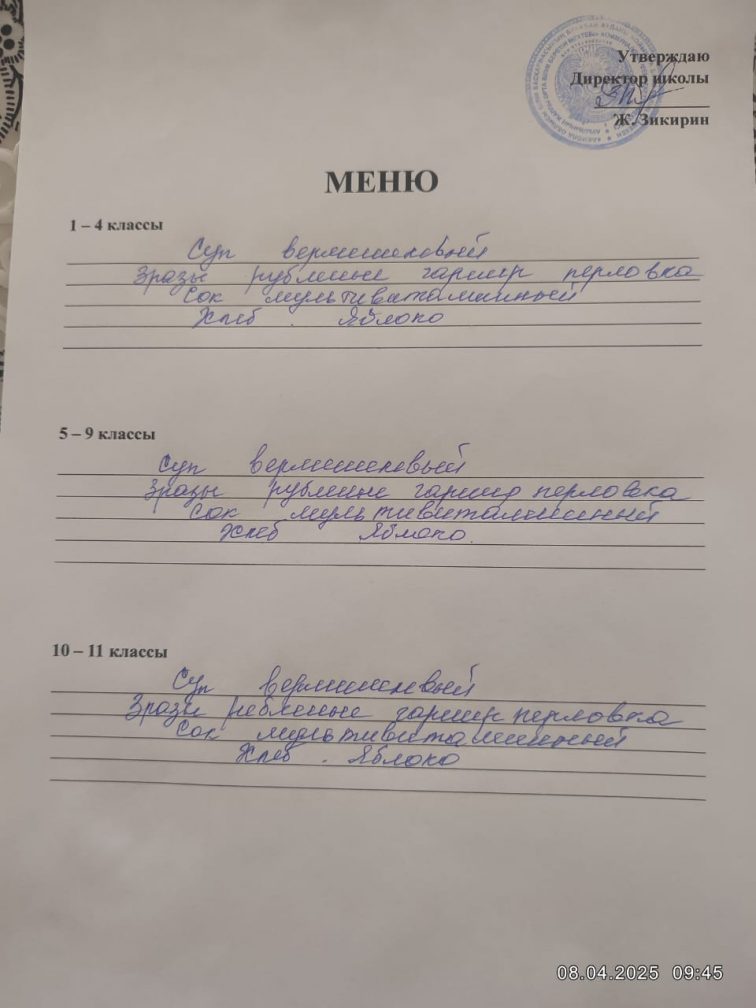 Утверждаю
Директор школы
Ж. Зикирин
МЕНЮ
1 – 4 классы
Суп вермишелевый
Зразы рубленые гарнир перловка
Сок мультивитаминный
Хлеб . Яблоко
5 – 9 классы
Суп вермишелевый
Зразы рубленые гарнир перловка
Сок мультивитаминный
Хлеб Яблоко.
10 – 11 классы
Суп вермишелевый
Зразы рубленые гарнир перловка
Сок мультивитаминный
Хлеб . Яблоко
08.04.2025 09:45